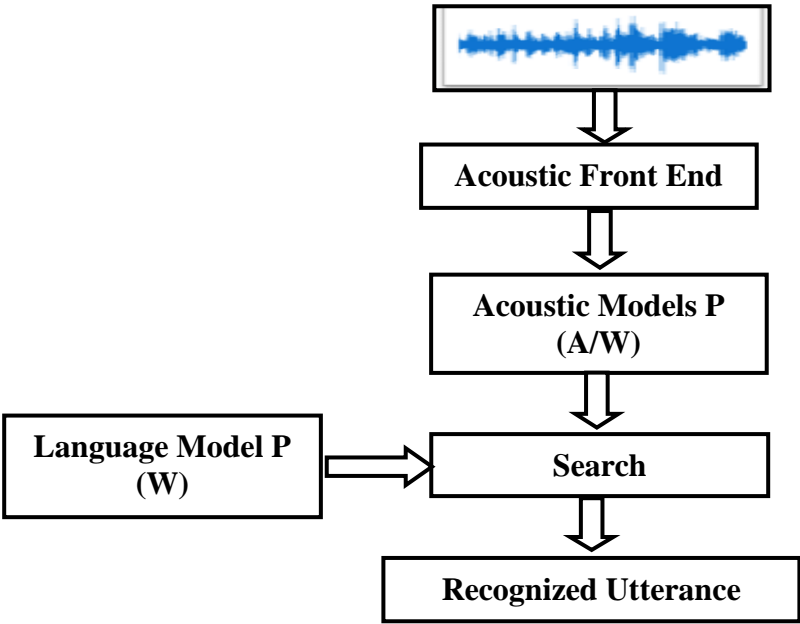 Acoustic Front End
Acoustic Models P
(A/W)
Language Model P
(W)
Search
Recognized Utterance